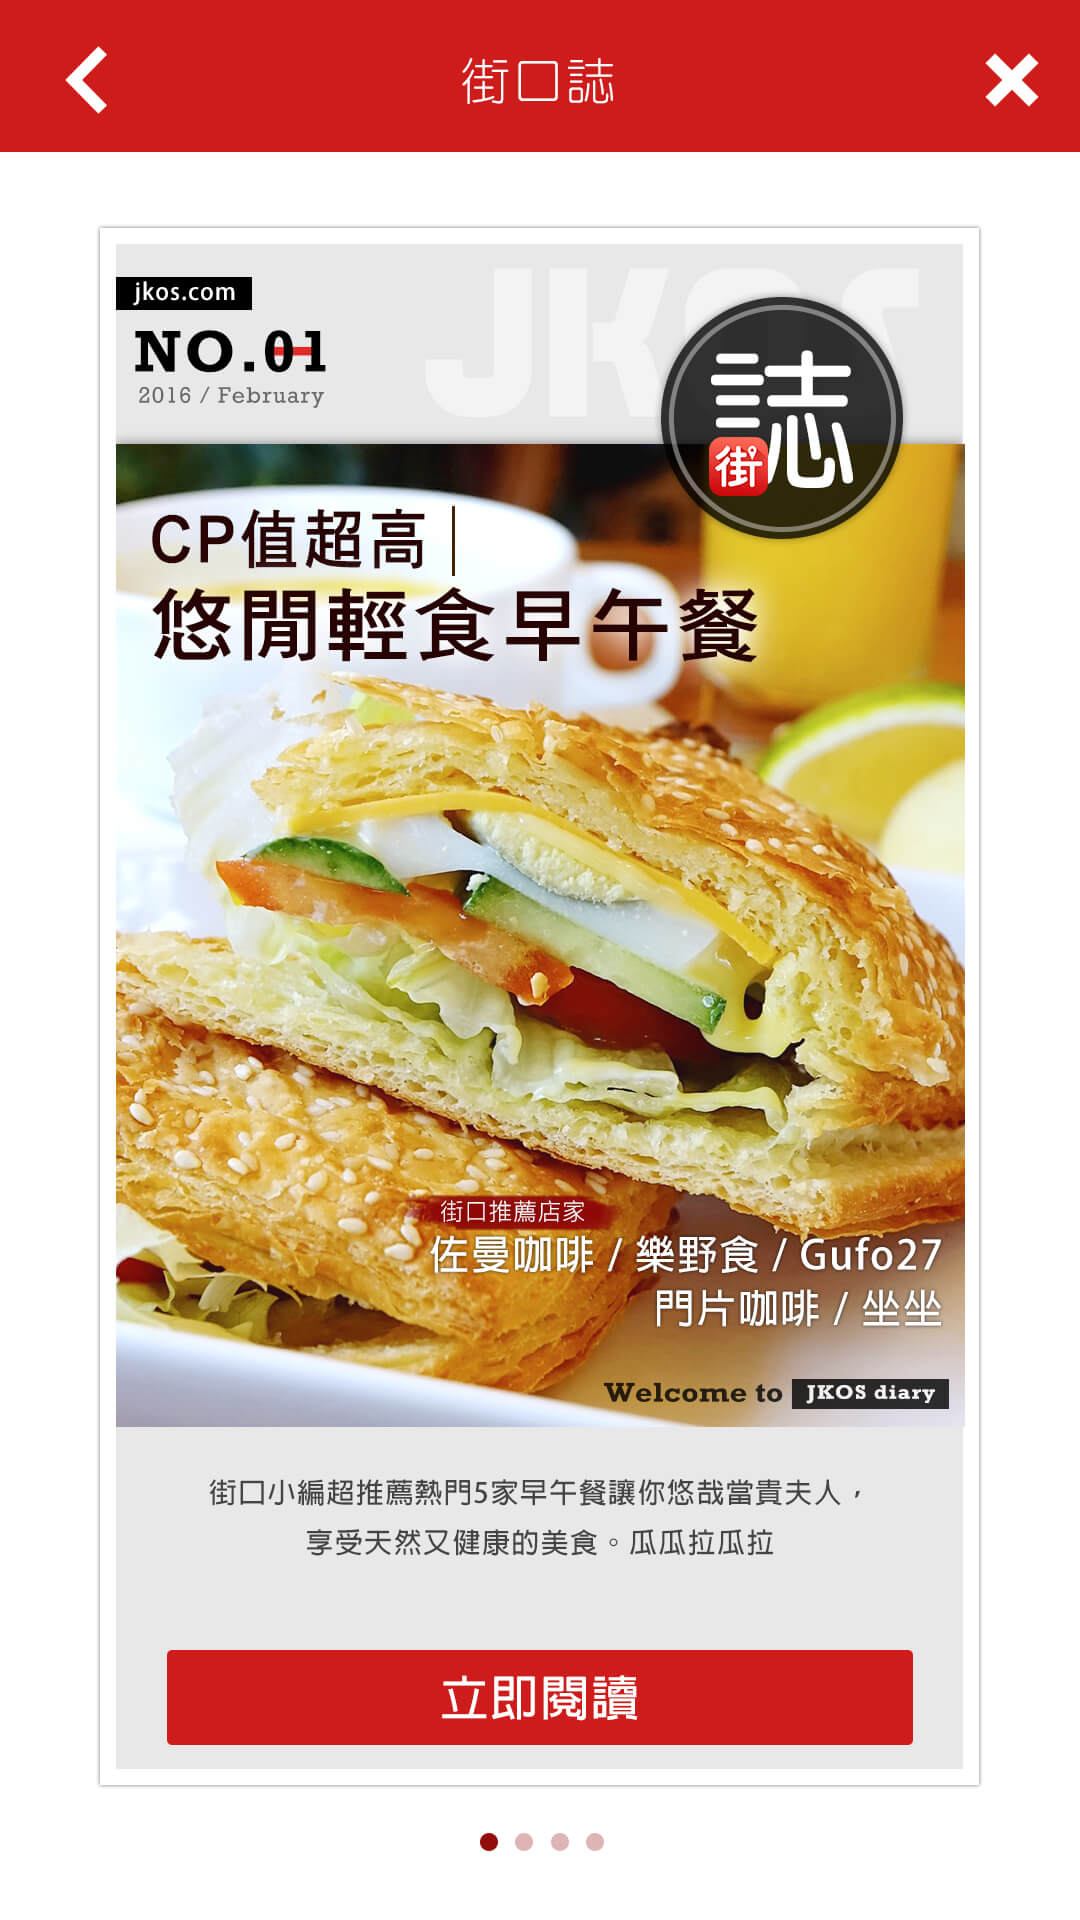 街口誌
jkos.com
JKOS
NO.01
2016 / February
誌
街
CP值超高
悠閒輕食早午餐
街口推薦店家
佐曼咖啡 / 樂野食 / Gufo27
門片咖啡 / 坐坐
Welcome to JKOS diary
街口小編超推薦熱門5家早午餐讓你悠哉當貴夫人，
享受天然又健康的美食。瓜瓜拉瓜拉
立即閱讀